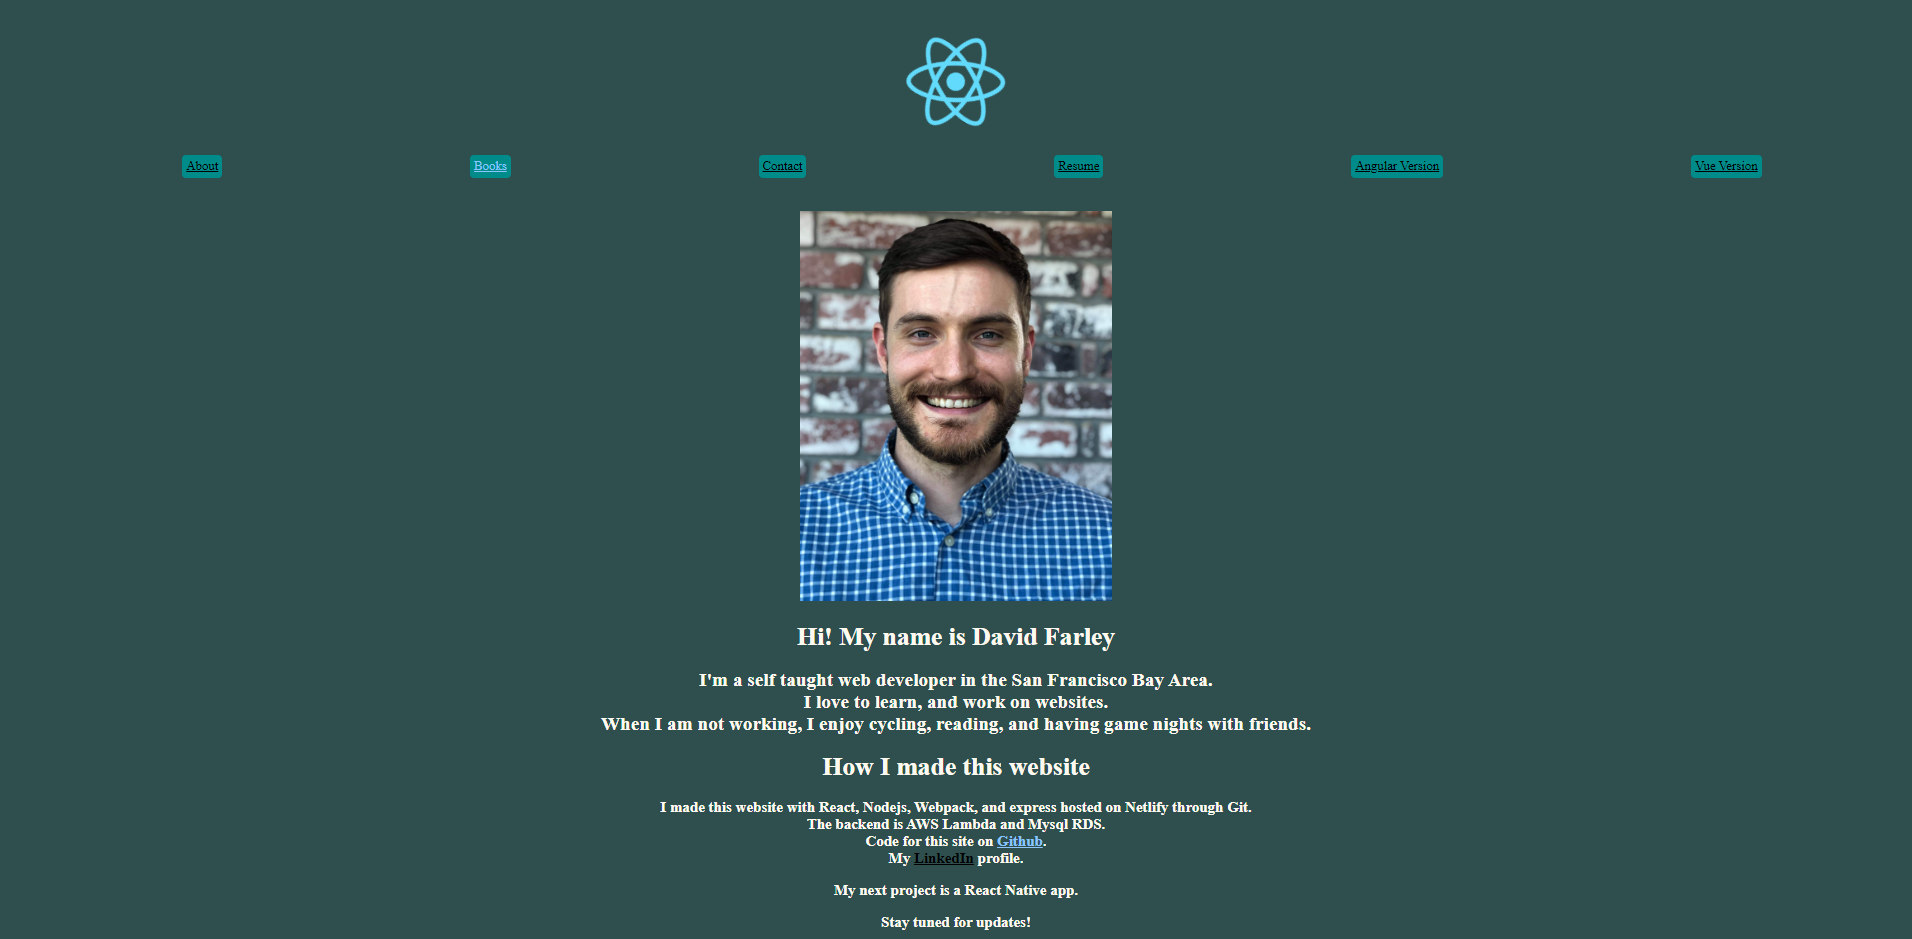 About
Books
Contact
Resume
Angular Version
Vue Version
Hi! My name is David Farley
I'm a self taught web developer in the San Francisco Bay Area.
I love to learn, and work on websites.
When I am not working, I enjoy cycling, reading, and having game nights with friends.
How I made this website
I made this website with React, Nodejs, Webpack, and express hosted on Netlify through Git.
The backend is AWS Lambda and Mysql RDS.
Code for this site on Github.
My LinkedIn profile.
My next project is a React Native app.
Stay tuned for updates!